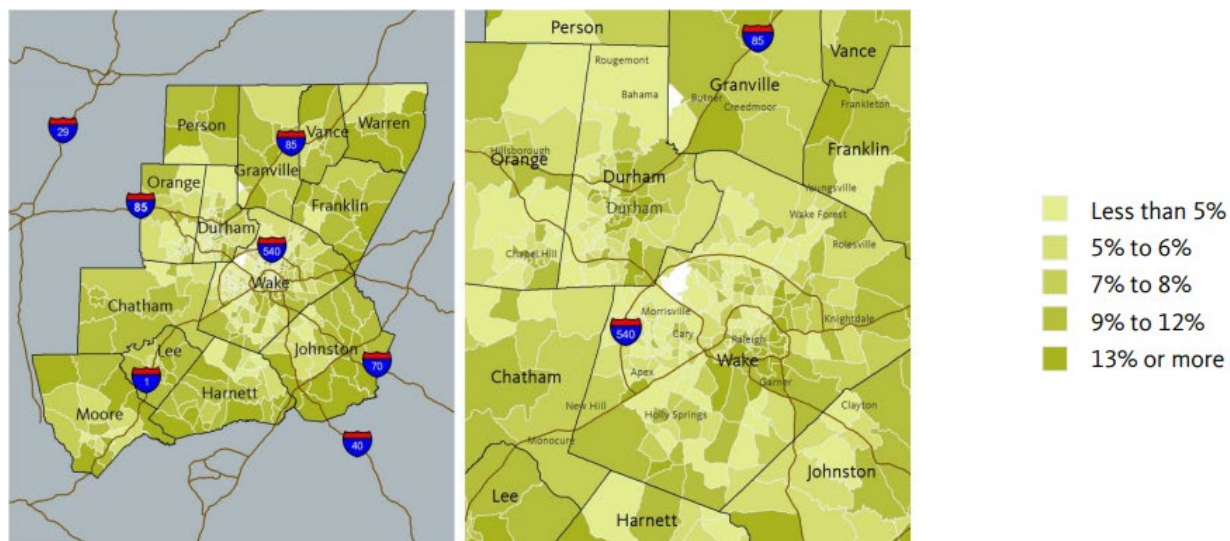 Person
Warren
Vance
29
85
Granville
Orange
85
Franklin
Durham
540
Wake
Chatham
Lee
Johnston
70
1
Harnett
Moore
40
Person
85
Vance
Rougemont
Granville
Bahama
Butner
Creedmoor
Frankleton
Hillsborough
Orange
Franklin
Durham
Durham
Youngsville
Wake Forest
Rolesville
Chapel Hill
Morrisville
540
Knightdale
Cary
Raleigh
Wake
Chatham
Apex
Garner
New Hill
Holly Springs
Clayton
Monocure
Johnston
Lee
Harnett
Less than 5%
5% to 6%
7% to 8%
9% to 12%
13% or more